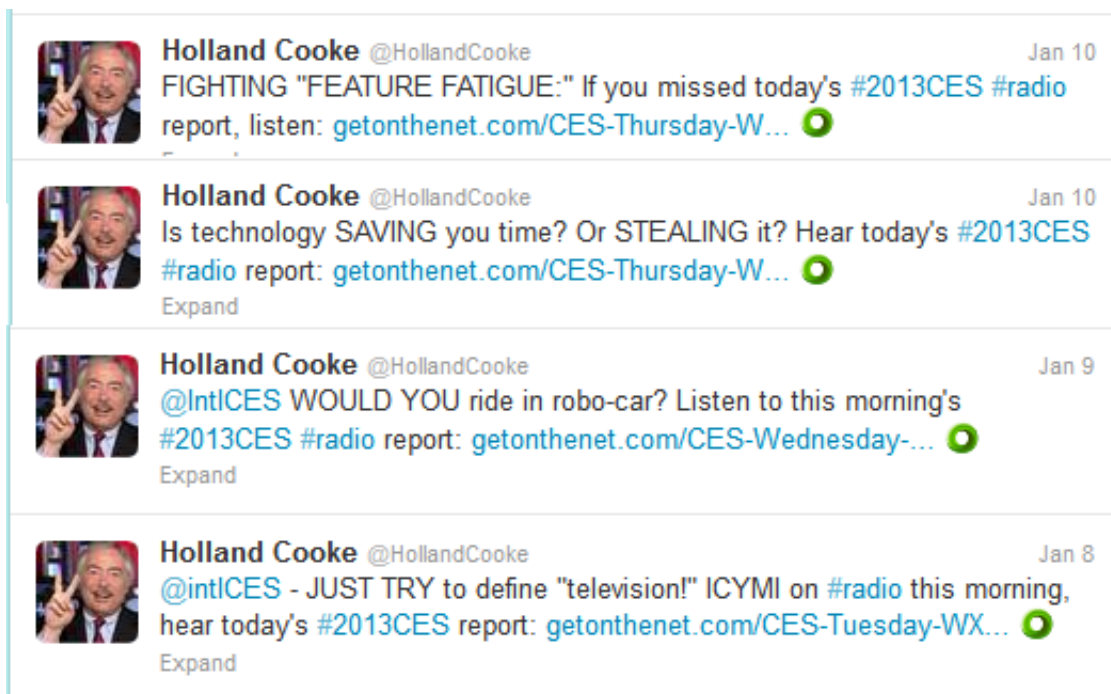 Holland Cooke @HollandCooke Jan 10
FIGHTING "FEATURE FATIGUE:" If you missed today's #2013CES #radio
report, listen: getonthenet.com/CES-Thursday-W...
Holland Cooke @HollandCooke Jan 10
Is technology SAVING you time? Or STEALING it? Hear today's #2013CES
#radio report: getonthenet.com/CES-Thursday-W...
Expand
Holland Cooke @HollandCooke Jan 9
@IntlCES WOULD YOU ride in robo-car? Listen to this morning's
#2013CES #radio report: getonthenet.com/CES-Wednesday-...
Expand
Holland Cooke @HollandCooke Jan 8
@intlCES - JUST TRY to define "television!" ICYMI on #radio this morning,
hear today's #2013CES report: getonthenet.com/CES-Tuesday-WX...
Expand